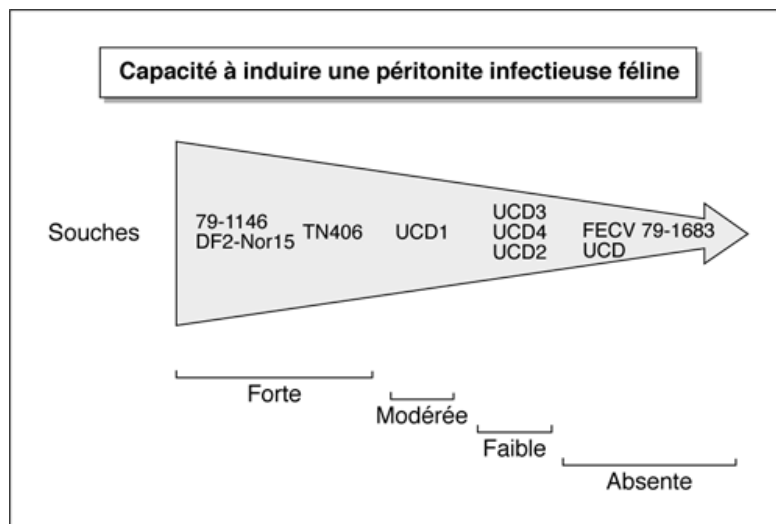 Capacité à induire une péritonite infectieuse féline
Souches
79-1146
DF2-Nor15
TN406
UCD1
UCD3
UCD4
UCD2
FECV 79-1683
UCD
Forte
Modérée
Faible
Absente